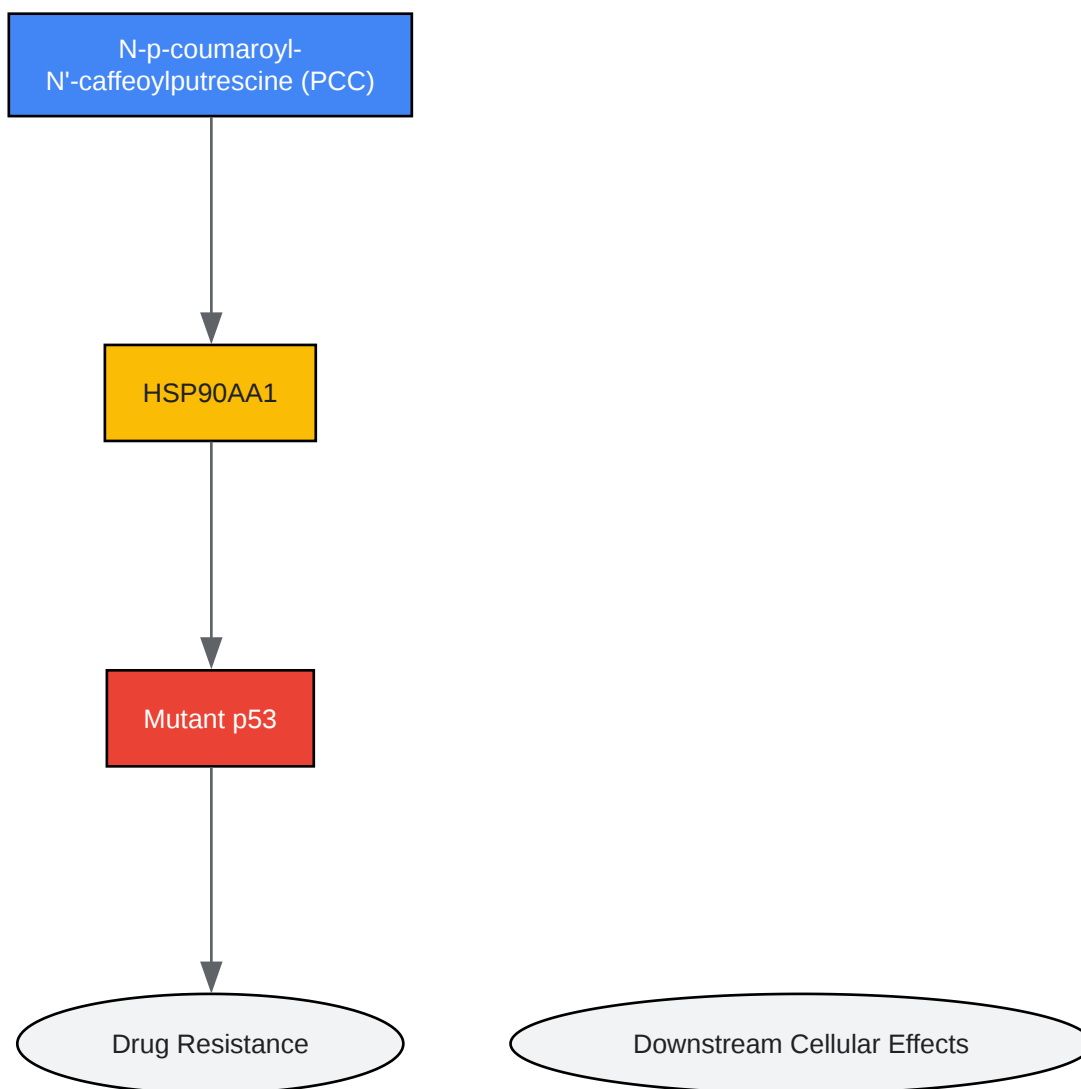 N-p-coumaroyl-
N'-caffeoylputrescine (PCC)
HSP90AA1
Mutant p53
Drug Resistance
Downstream Cellular Effects